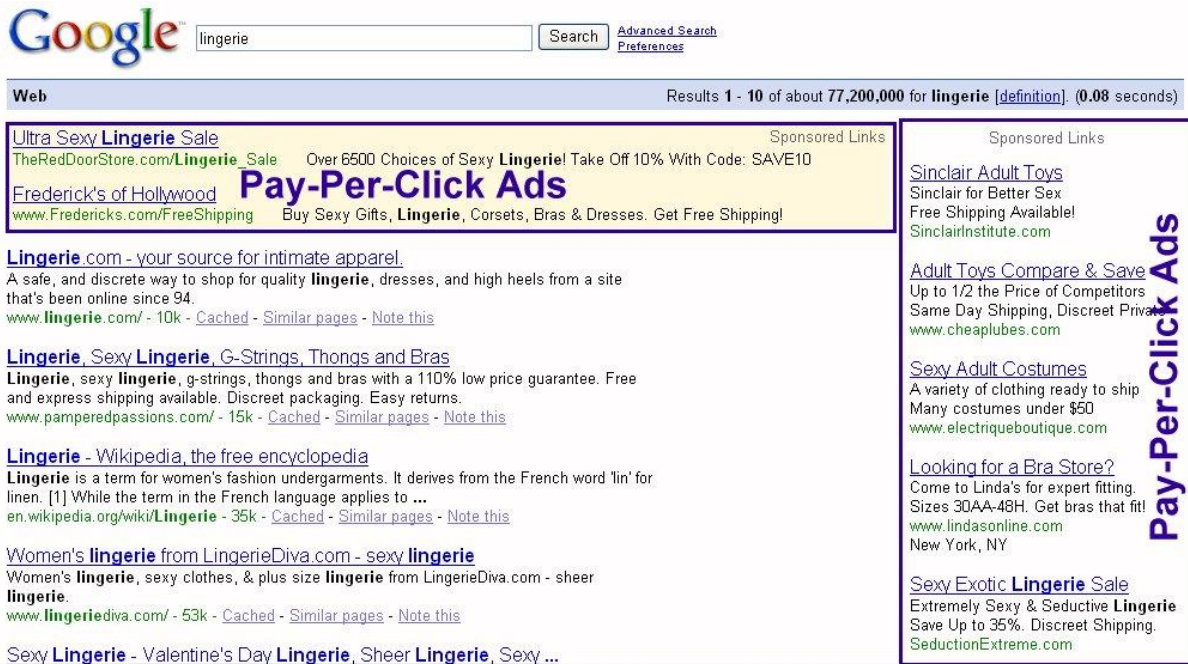 Google
lingerie Search Advanced Search
Preferences
Web Results 1 - 10 of about 77,200,000 for lingerie [definition]. (0.08 seconds)
Ultra Sexy Lingerie Sale Sponsored Links
TheRedDoorStore.com/Lingerie_Sale Over 6500 Choices of Sexy Lingerie! Take Off 10% With Code: SAVE10
Pay-Per-Click Ads
Frederick's of Hollywood
www.Fredericks.com/FreeShipping Buy Sexy Gifts, Lingerie, Corsets, Bras & Dresses. Get Free Shipping!
Lingerie.com - your source for intimate apparel.
A safe, and discrete way to shop for quality lingerie, dresses, and high heels from a site
that's been online since 94.
www.lingerie.com/ - 10k - Cached - Similar pages - Note this
Lingerie, Sexy Lingerie, G-Strings, Thongs and Bras
Lingerie, sexy lingerie, g-strings, thongs and bras with a 110% low price guarantee. Free
and express shipping available. Discreet packaging. Easy returns.
www.pamperedpassions.com/ - 15k - Cached - Similar pages - Note this
Lingerie - Wikipedia, the free encyclopedia
Lingerie is a term for women's fashion undergarments. It derives from the French word 'lin' for
linen. [1] While the term in the French language applies to ...
en.wikipedia.org/wiki/Lingerie - 35k - Cached - Similar pages - Note this
Women's lingerie from LingerieDiva.com - sexy lingerie
Women's lingerie, sexy clothes, & plus size lingerie from LingerieDiva.com - sheer
lingerie.
www.lingeriediva.com/ - 53k - Cached - Similar pages - Note this
Sexy Lingerie - Valentine's Day Lingerie, Sheer Lingerie, Sexy ...
Sponsored Links
Sinclair Adult Toys
Sinclair for Better Sex
Free Shipping Available!
SinclairInstitute.com
Adult Toys Compare & Save
Up to 1/2 the Price of Competitors
Same Day Shipping, Discreet Private
www.cheaplubes.com
Sexy Adult Costumes
A variety of clothing ready to ship
Many costumes under $50
www.electriqueboutique.com
Looking for a Bra Store?
Come to Linda's for expert fitting.
Sizes 30AA-48H. Get bras that fit!
www.lindasonline.com
New York, NY
Sexy Exotic Lingerie Sale
Extremely Sexy & Seductive Lingerie
Save Up to 35%. Discreet Shipping.
SeductionExtreme.com
Pay-Per-Click Ads